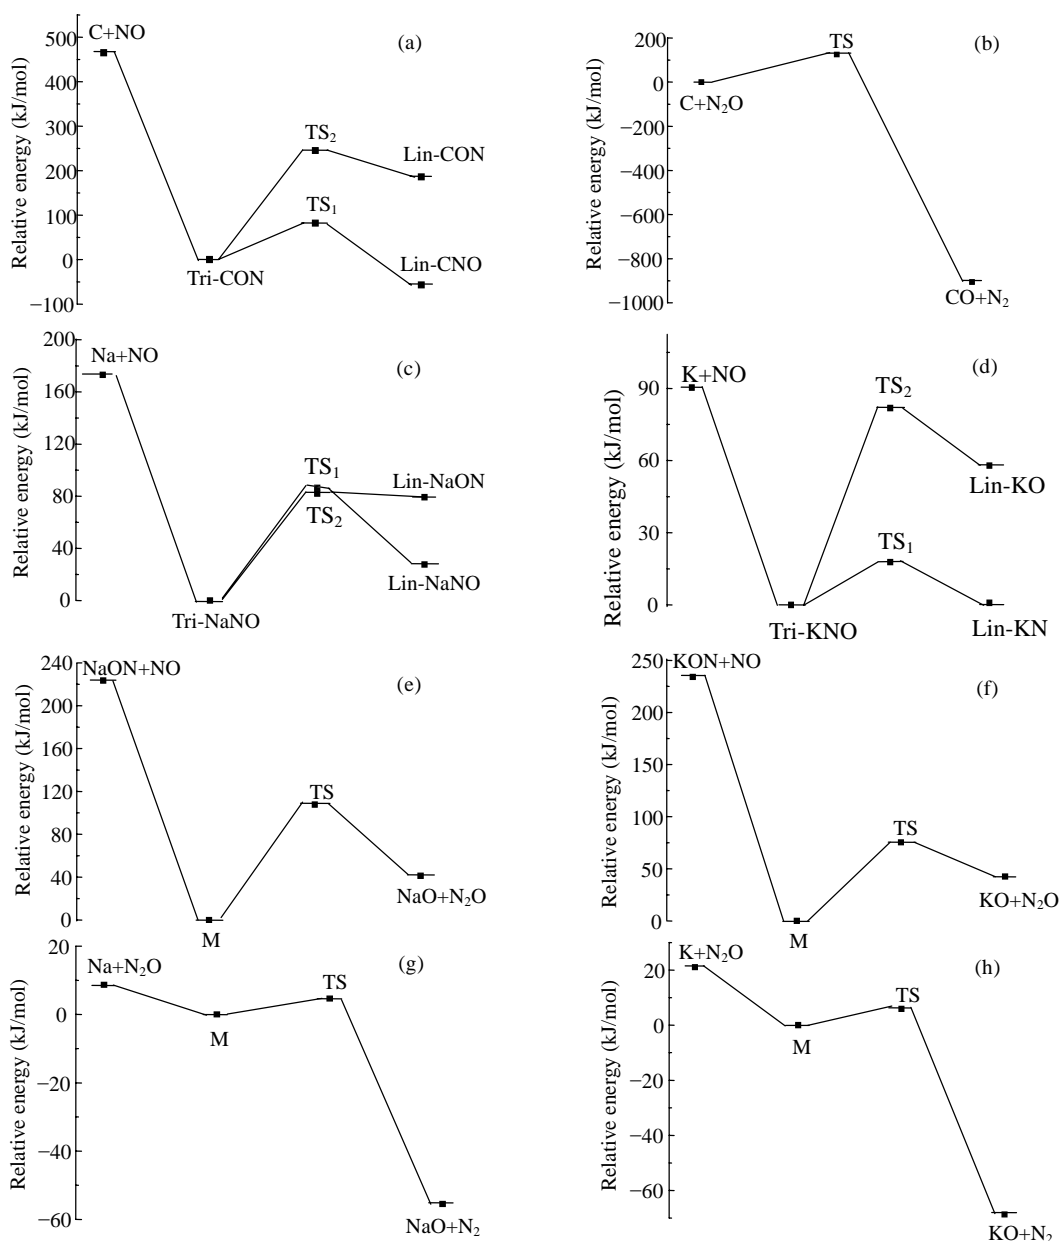 C+NO
(a)
500
400
300
200
100
0
−100
Relative energy (kJ/mol)
TS₂
Lin-CON
TS₁
Tri-CON
Lin-CNO
TS
(b)
200
0
−200
−400
−600
−800
−1000
Relative energy (kJ/mol)
C+N₂O
CO+N₂
200
160
120
80
40
0
Relative energy (kJ/mol)
Na+NO
(c)
TS₁
Lin-NaON
TS₂
Lin-NaNO
Tri-NaNO
90
60
30
0
Relative energy (kJ/mol)
K+NO
(d)
TS₂
Lin-KO
TS₁
Tri-KNO
Lin-KN
240
200
160
120
80
40
0
Relative energy (kJ/mol)
NaON+NO
(e)
TS
NaO+N₂O
M
250
200
150
100
50
0
Relative energy (kJ/mol)
KON+NO
(f)
TS
KO+N₂O
M
20
0
−20
−40
−60
Relative energy (kJ/mol)
Na+N₂O
(g)
TS
M
NaO+N₂
20
0
−20
−40
−60
Relative energy (kJ/mol)
K+N₂O
(h)
TS
M
KO+N₂